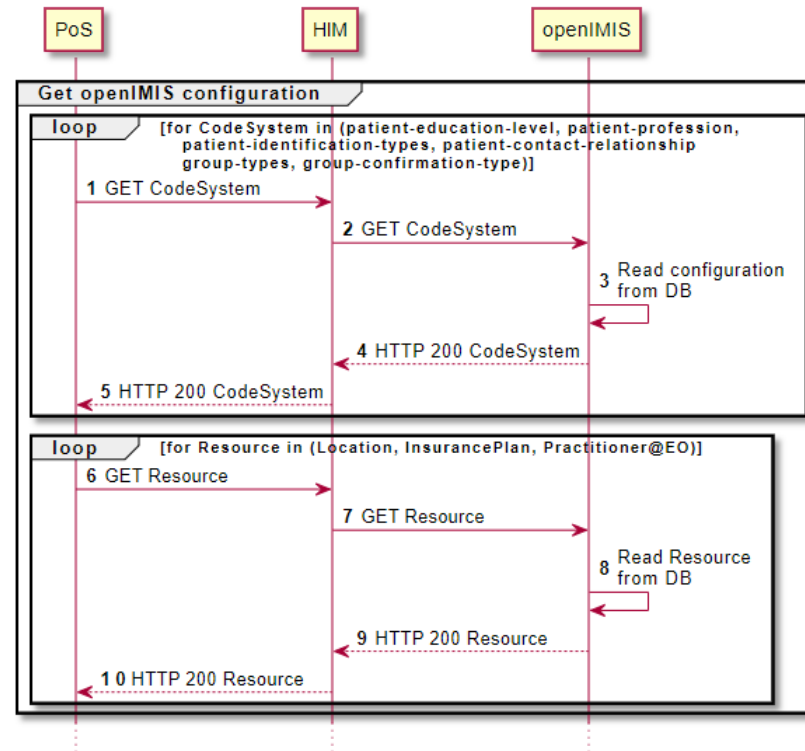 PoS
HIM
openIMIS
Get openIMIS configuration
loop
[for CodeSystem in (patient-education-level, patient-profession,
patient-identification-types, patient-contact-relationship
group-types, group-confirmation-type)]
1 GET CodeSystem
2 GET CodeSystem
3 Read configuration
from DB
4 HTTP 200 CodeSystem
5 HTTP 200 CodeSystem
loop
[for Resource in (Location, InsurancePlan, Practitioner@EO)]
6 GET Resource
7 GET Resource
8 Read Resource
from DB
9 HTTP 200 Resource
10 HTTP 200 Resource